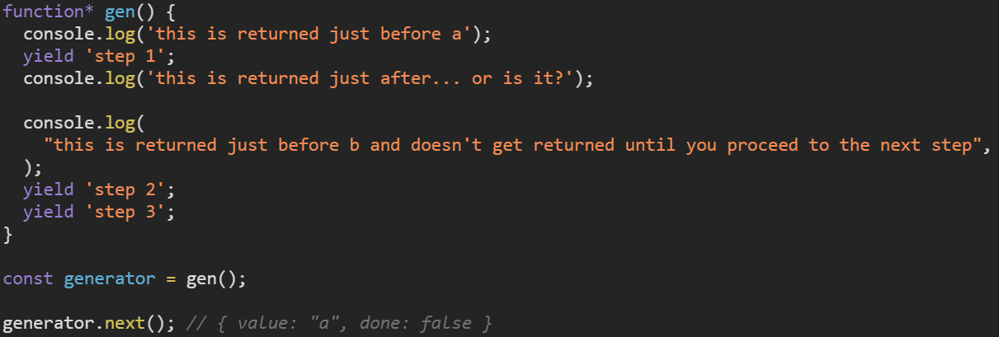 function* gen() {
  console.log('this is returned just before a');
  yield 'step 1';
  console.log('this is returned just after... or is it?');

  console.log(
    "this is returned just before b and doesn't get returned until you proceed to the next step",
  );
  yield 'step 2';
  yield 'step 3';
}

const generator = gen();

generator.next(); // { value: "a", done: false }